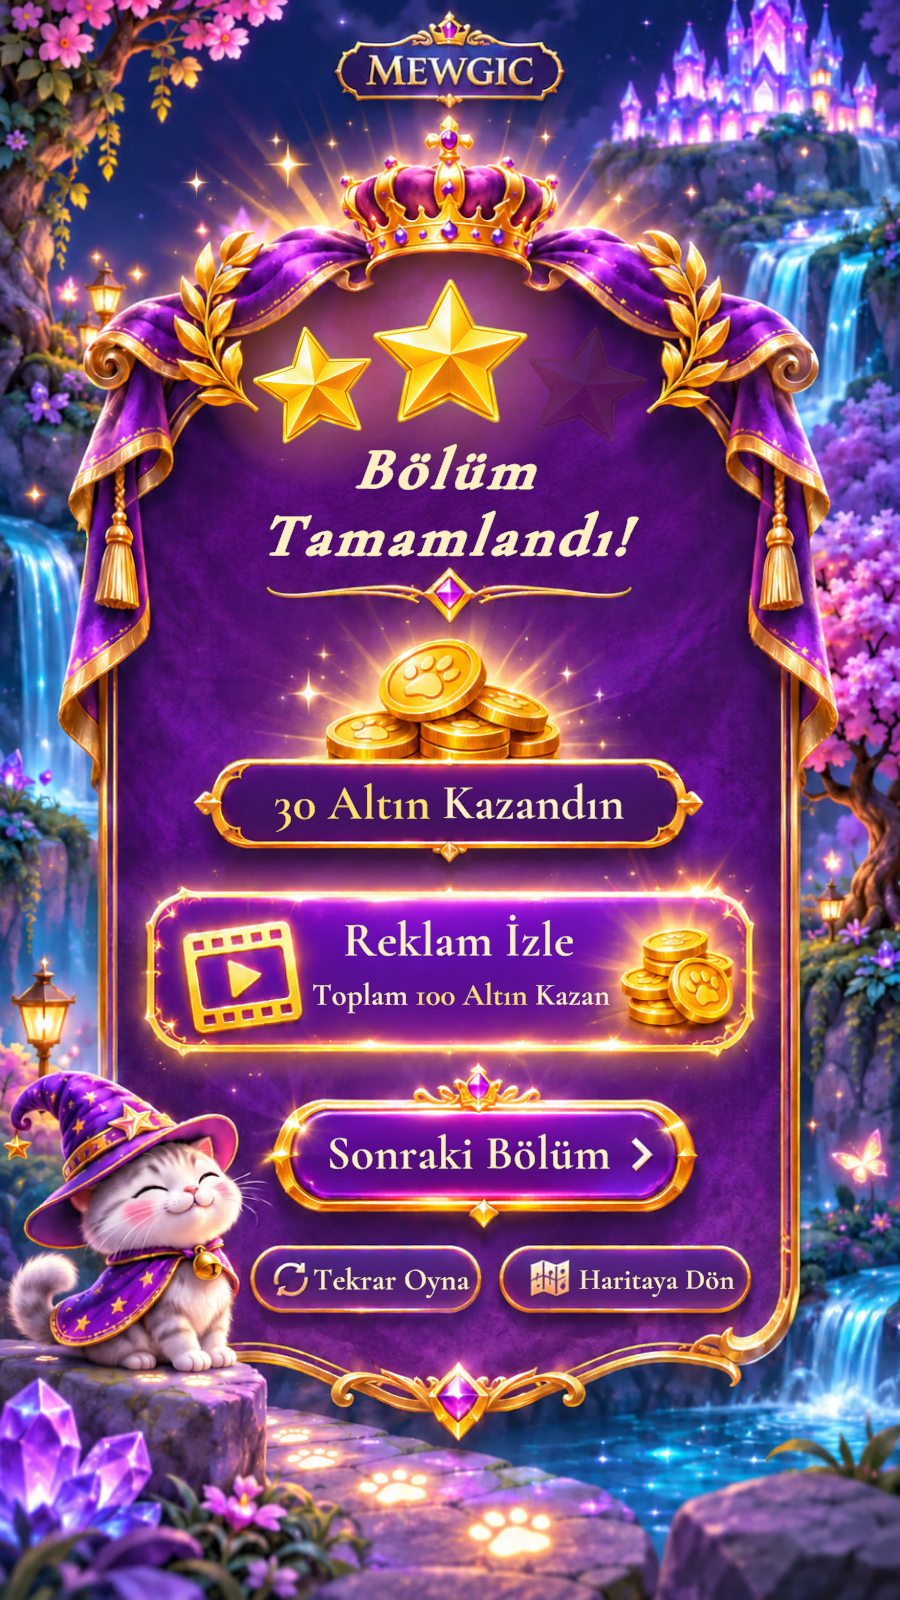 MEWGIC
Bölüm
Tamamlandı!
30 Altın Kazandın
Reklam İzle
Toplam 100 Altın Kazan
Sonraki Bölüm
Tekrar Oyna
Haritaya Dön